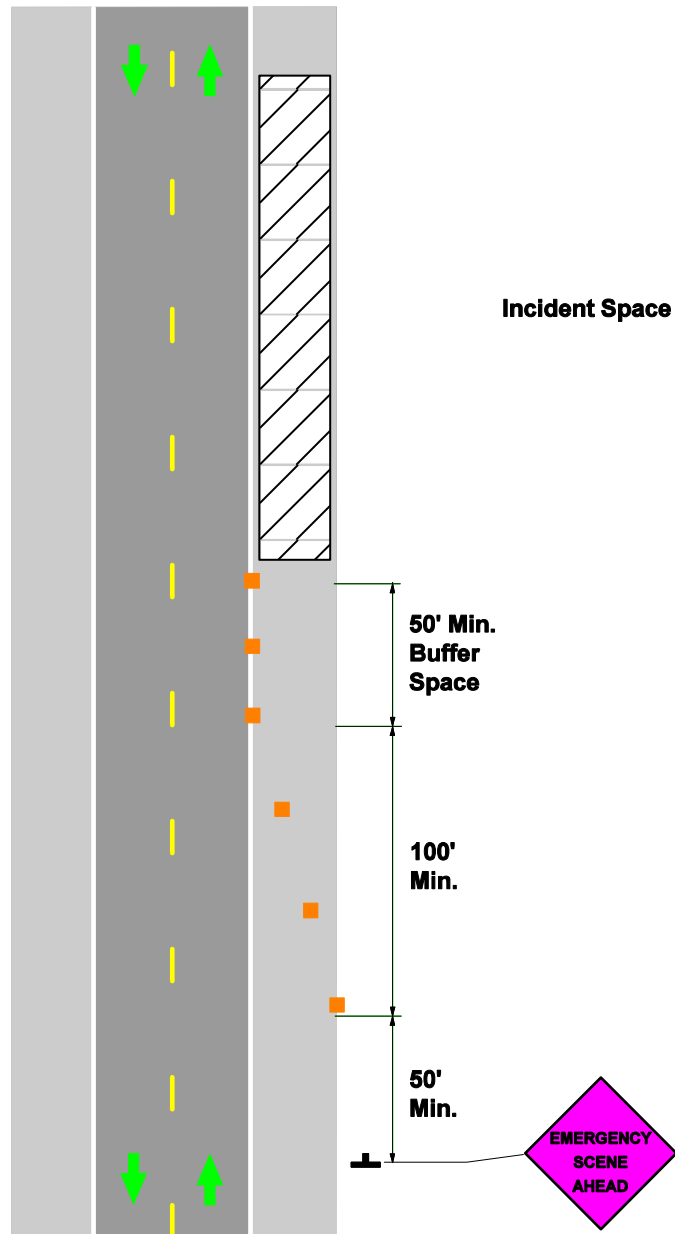 Incident Space
50' Min.
Buffer
Space
100'
Min.
50'
Min.
EMERGENCY
SCENE
AHEAD